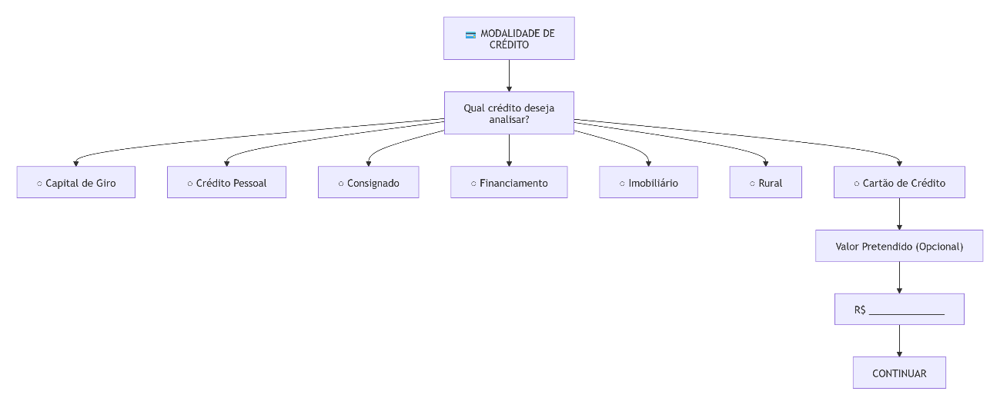 💳 MODALIDADE DE
CRÉDITO
Qual crédito deseja
analisar?
○ Capital de Giro
○ Crédito Pessoal
○ Consignado
○ Financiamento
○ Imobiliário
○ Rural
○ Cartão de Crédito
Valor Pretendido (Opcional)
R$ ______________
CONTINUAR